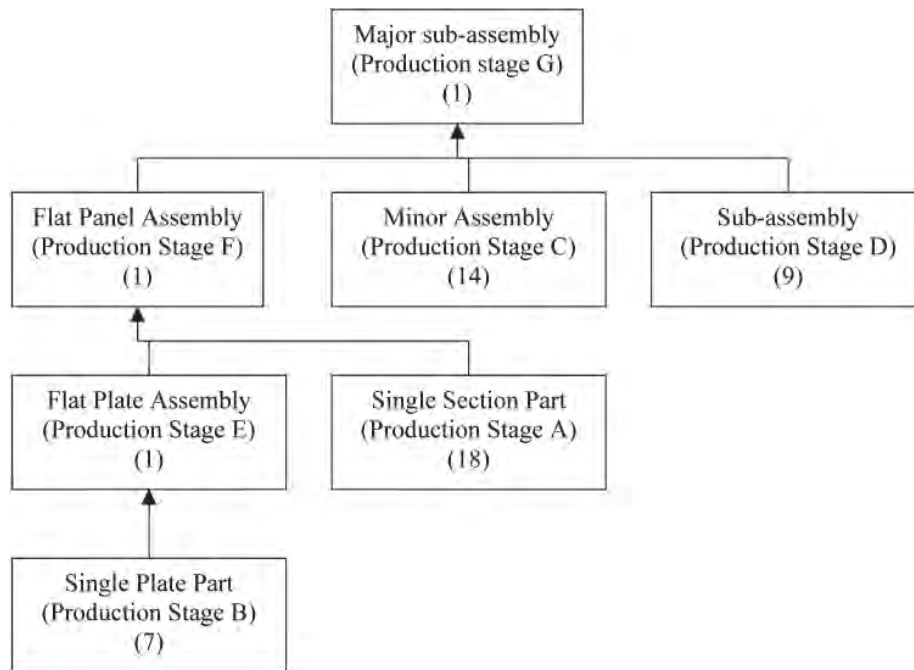 Major sub-assembly
(Production stage G)
(1)
Flat Panel Assembly
(Production Stage F)
(1)
Minor Assembly
(Production Stage C)
(14)
Sub-assembly
(Production Stage D)
(9)
Flat Plate Assembly
(Production Stage E)
(1)
Single Section Part
(Production Stage A)
(18)
Single Plate Part
(Production Stage B)
(7)